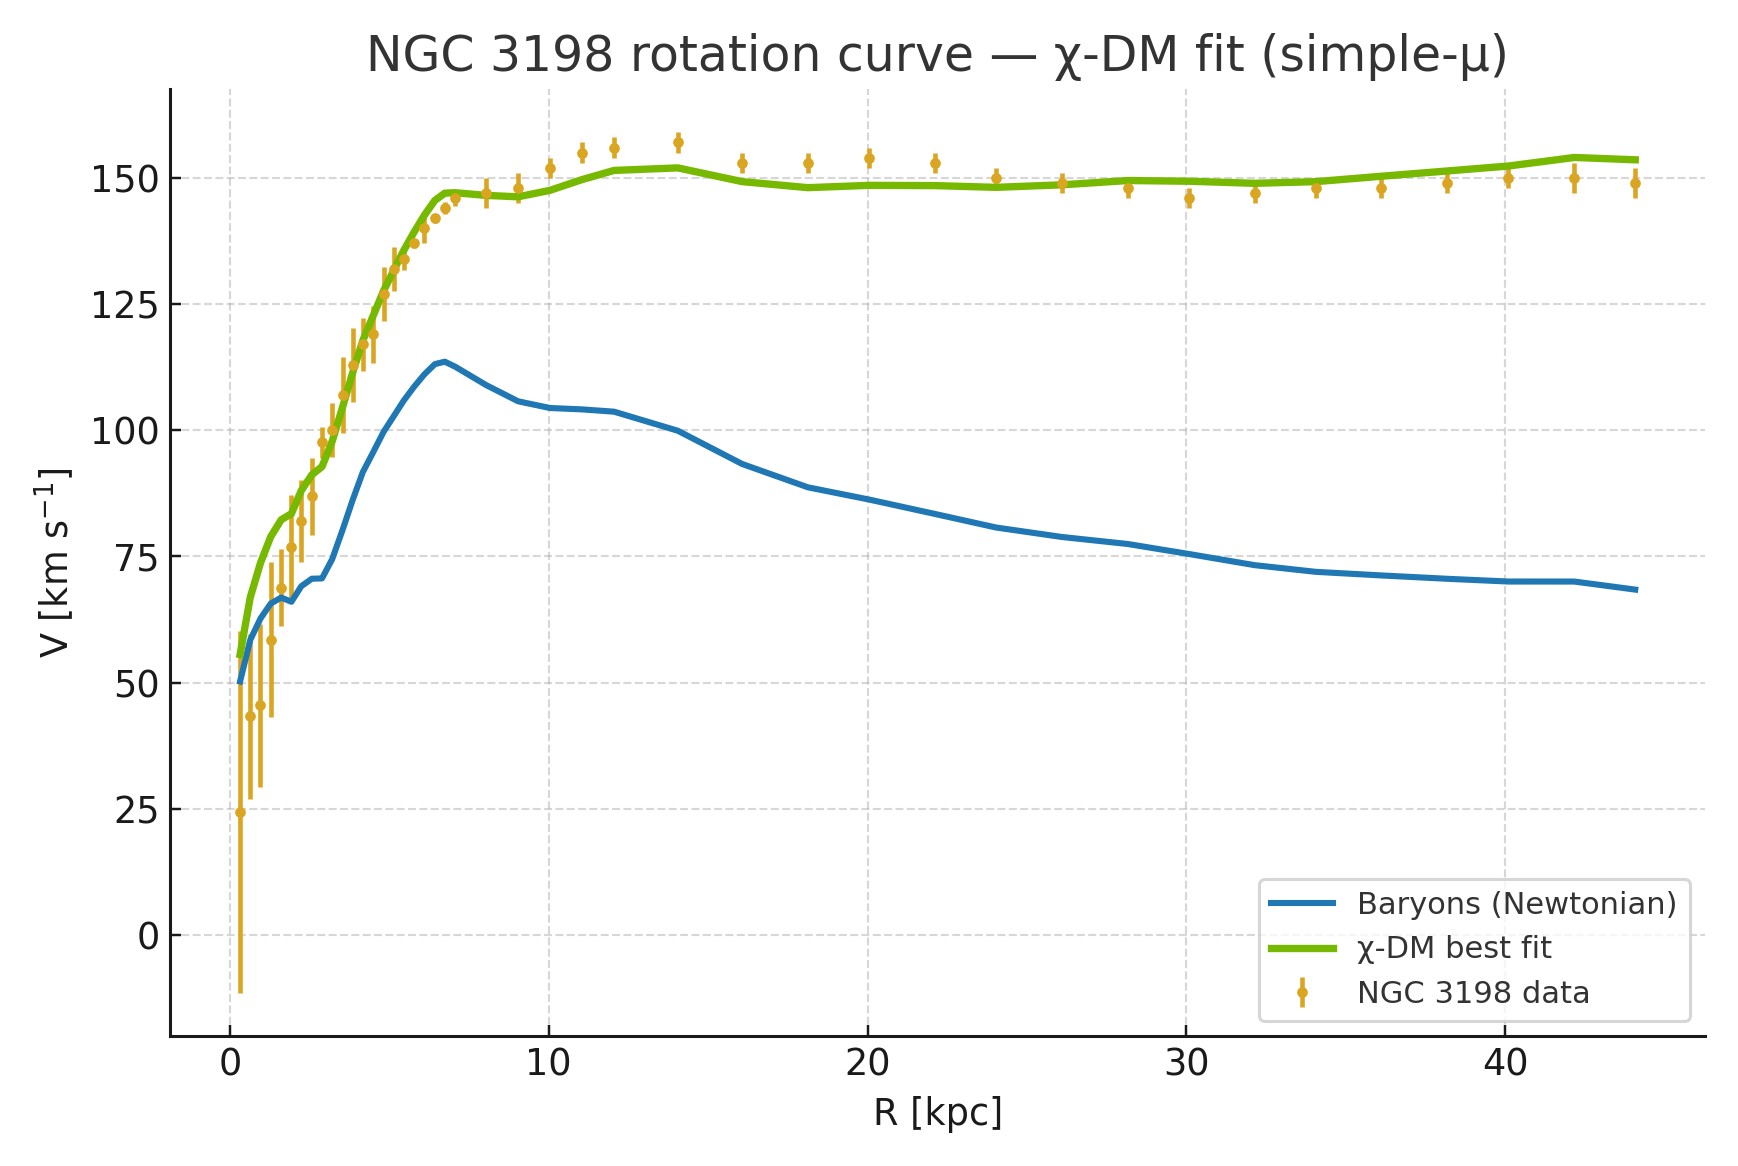 NGC 3198 rotation curve — χ-DM fit (simple-μ)
V [km s⁻¹]
150
125
100
75
50
25
0
0 10 20 30 40
R [kpc]
Baryons (Newtonian)
χ-DM best fit
NGC 3198 data